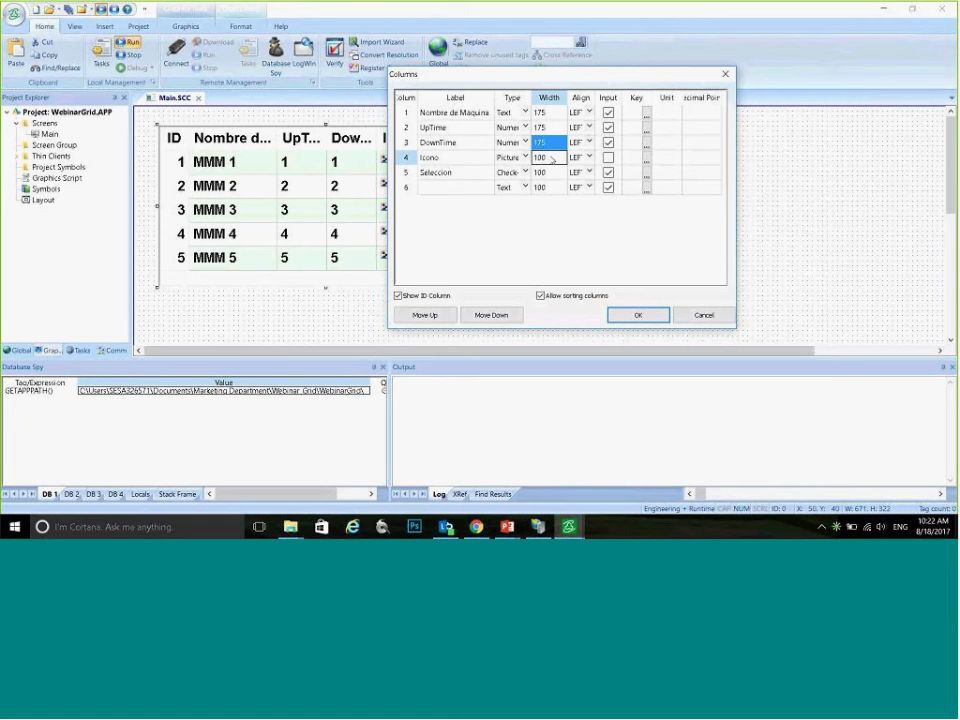 Home View Insert Project Graphics Format Help
Cut
Copy
Find/Replace
Paste
Clipboard
Tasks
Run
Stop
Debug
Local Management
Connect
Download
Run
Stop
Tasks
Remote Management
Database Spy
LogWin
Verify
Import Wizard
Convert Resolution
Register
Tools
Global
Replace
Remove unused tags
Cross Reference
Project Explorer
Main.SCC
Project: WebinarGrid.APP
Screens
Main
Screen Group
Thin Clients
Project Symbols
Graphics Script
Symbols
Layout
ID Nombre d... UpT... Dow... I
1 MMM 1 1 1
2 MMM 2 2 2
3 MMM 3 3 3
4 MMM 4 4 4
5 MMM 5 5 5
Columns
olum Label Type Width Align Input Key Unit cimal Poir
1 Nombre de Maquina Text 175 LEF
2 UpTime Numer 175 LEF
3 DownTime Numer 175 LEF
4 Icono Picture 100 LEF
5 Seleccion Check- 100 LEF
6 Text 100 LEF
Show ID Column Allow sorting columns
Move Up Move Down OK Cancel
Global Grap... Tasks Comm
Database Spy
Output
Tag/Expression Value
GETAPPPATH() C:\Users\SESA326571\Documents\Marketing Department\Webinar Grid\WebinarGrid\
DB 1 DB 2 DB 3 DB 4 Locals Stack Frame
Log XRef Find Results
Engineering + Runtime CAP NUM SCRL ID: 0 X: 50, Y: 40 W: 671, H: 322 Tag count: 0
I'm Cortana. Ask me anything.
ENG
10:22 AM
8/18/2017